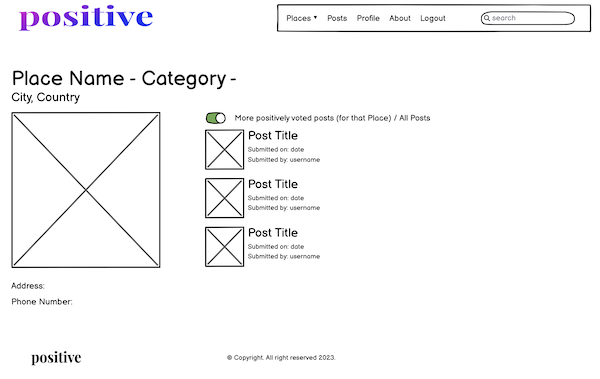 positive
Places ▼ Posts Profile About Logout search
Place Name - Category -
City, Country
More positively voted posts (for that Place) / All Posts
Post Title
Submitted on: date
Submitted by: username
Post Title
Submitted on: date
Submitted by: username
Post Title
Submitted on: date
Submitted by: username
Address:
Phone Number:
positive
© Copyright. All right reserved 2023.